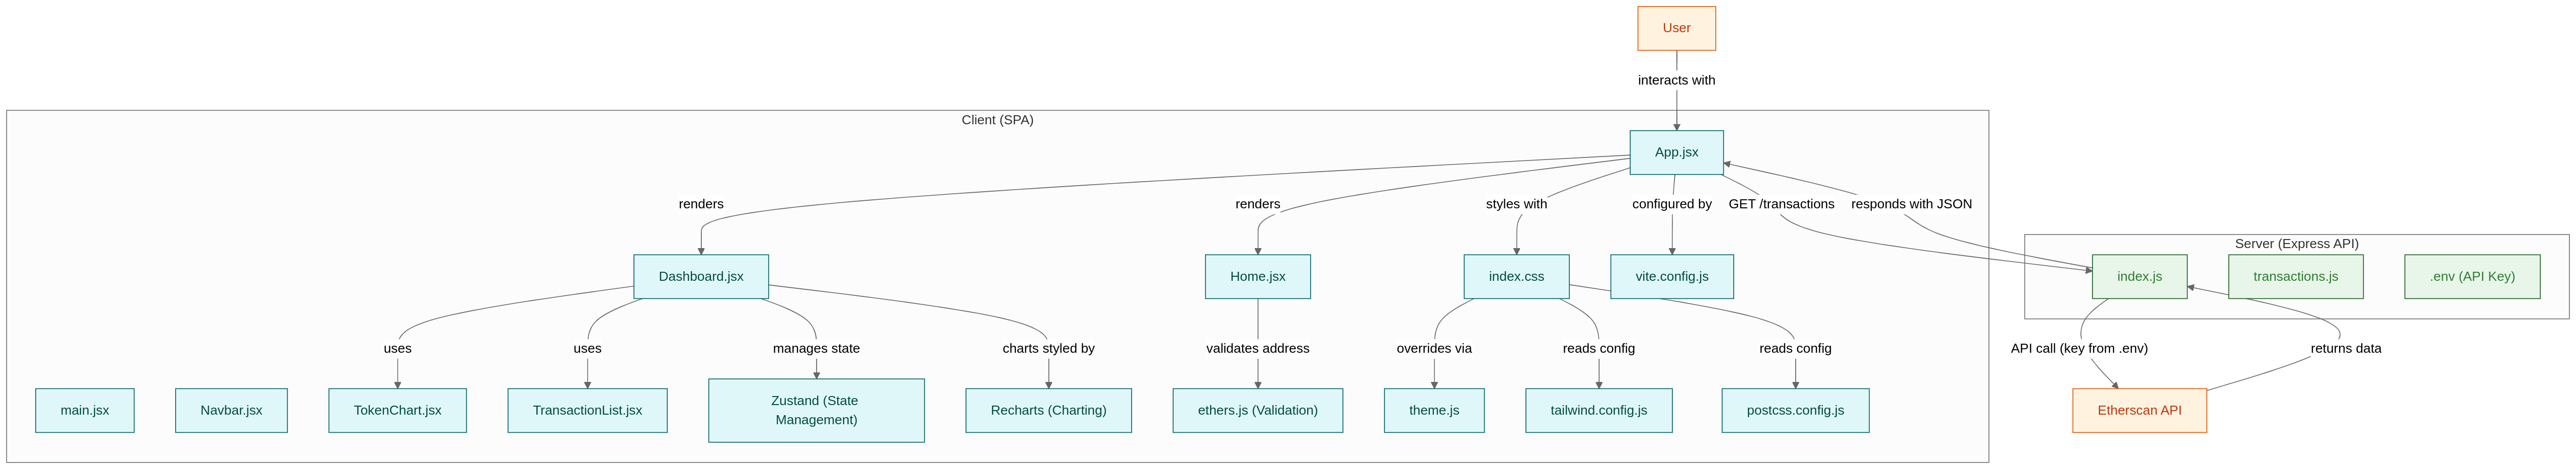 User
interacts with
Client (SPA)
App.jsx
renders
renders
styles with
configured by
GET /transactions
responds with JSON
Server (Express API)
Dashboard.jsx
Home.jsx
index.css
vite.config.js
index.js
transactions.js
.env (API Key)
uses
uses
manages state
charts styled by
validates address
overrides via
reads config
reads config
API call (key from .env)
returns data
main.jsx
Navbar.jsx
TokenChart.jsx
TransactionList.jsx
Zustand (State
Management)
Recharts (Charting)
ethers.js (Validation)
theme.js
tailwind.config.js
postcss.config.js
Etherscan API